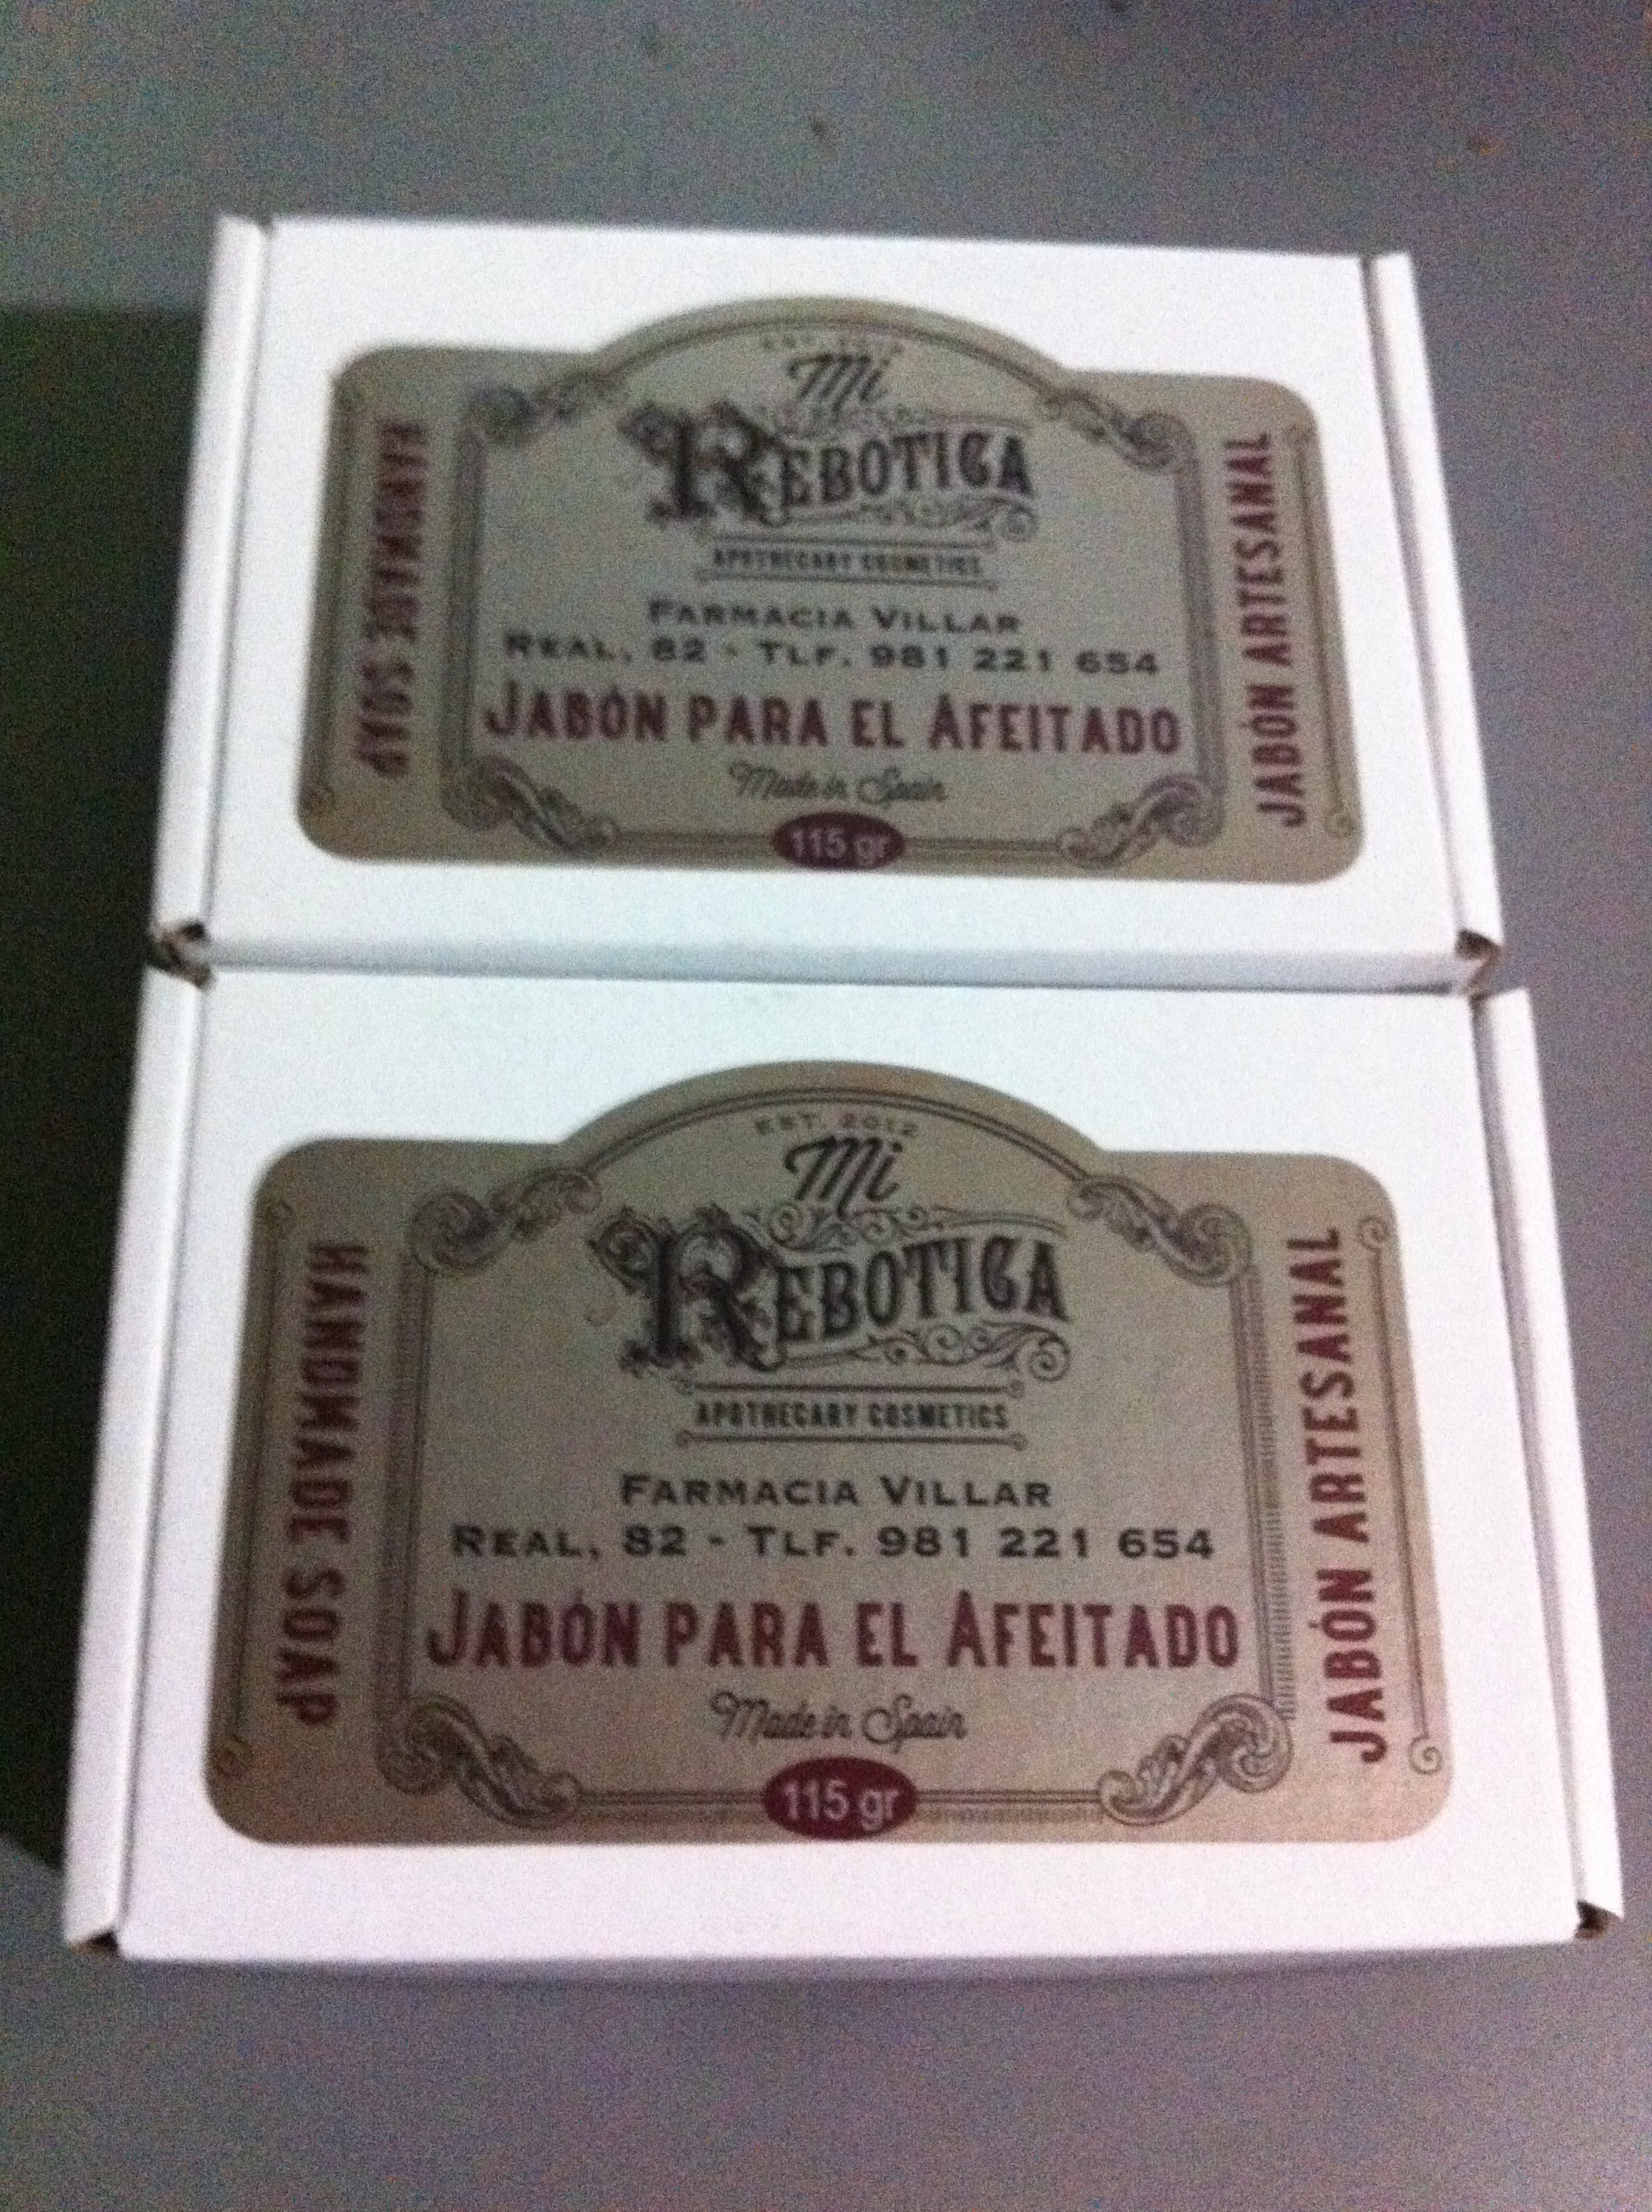 EST. 2012
Mi
REBOTICA
APOTHECARY COSMETICS
FARMACIA VILLAR
REAL, 82 - TLF. 981 221 654
JABÓN PARA EL AFEITADO
Made in Spain
115 gr
HANDMADE SOAP
JABÓN ARTESANAL
EST. 2012
Mi
REBOTICA
APOTHECARY COSMETICS
FARMACIA VILLAR
REAL, 82 - TLF. 981 221 654
JABÓN PARA EL AFEITADO
Made in Spain
115 gr
HANDMADE SOAP
JABÓN ARTESANAL